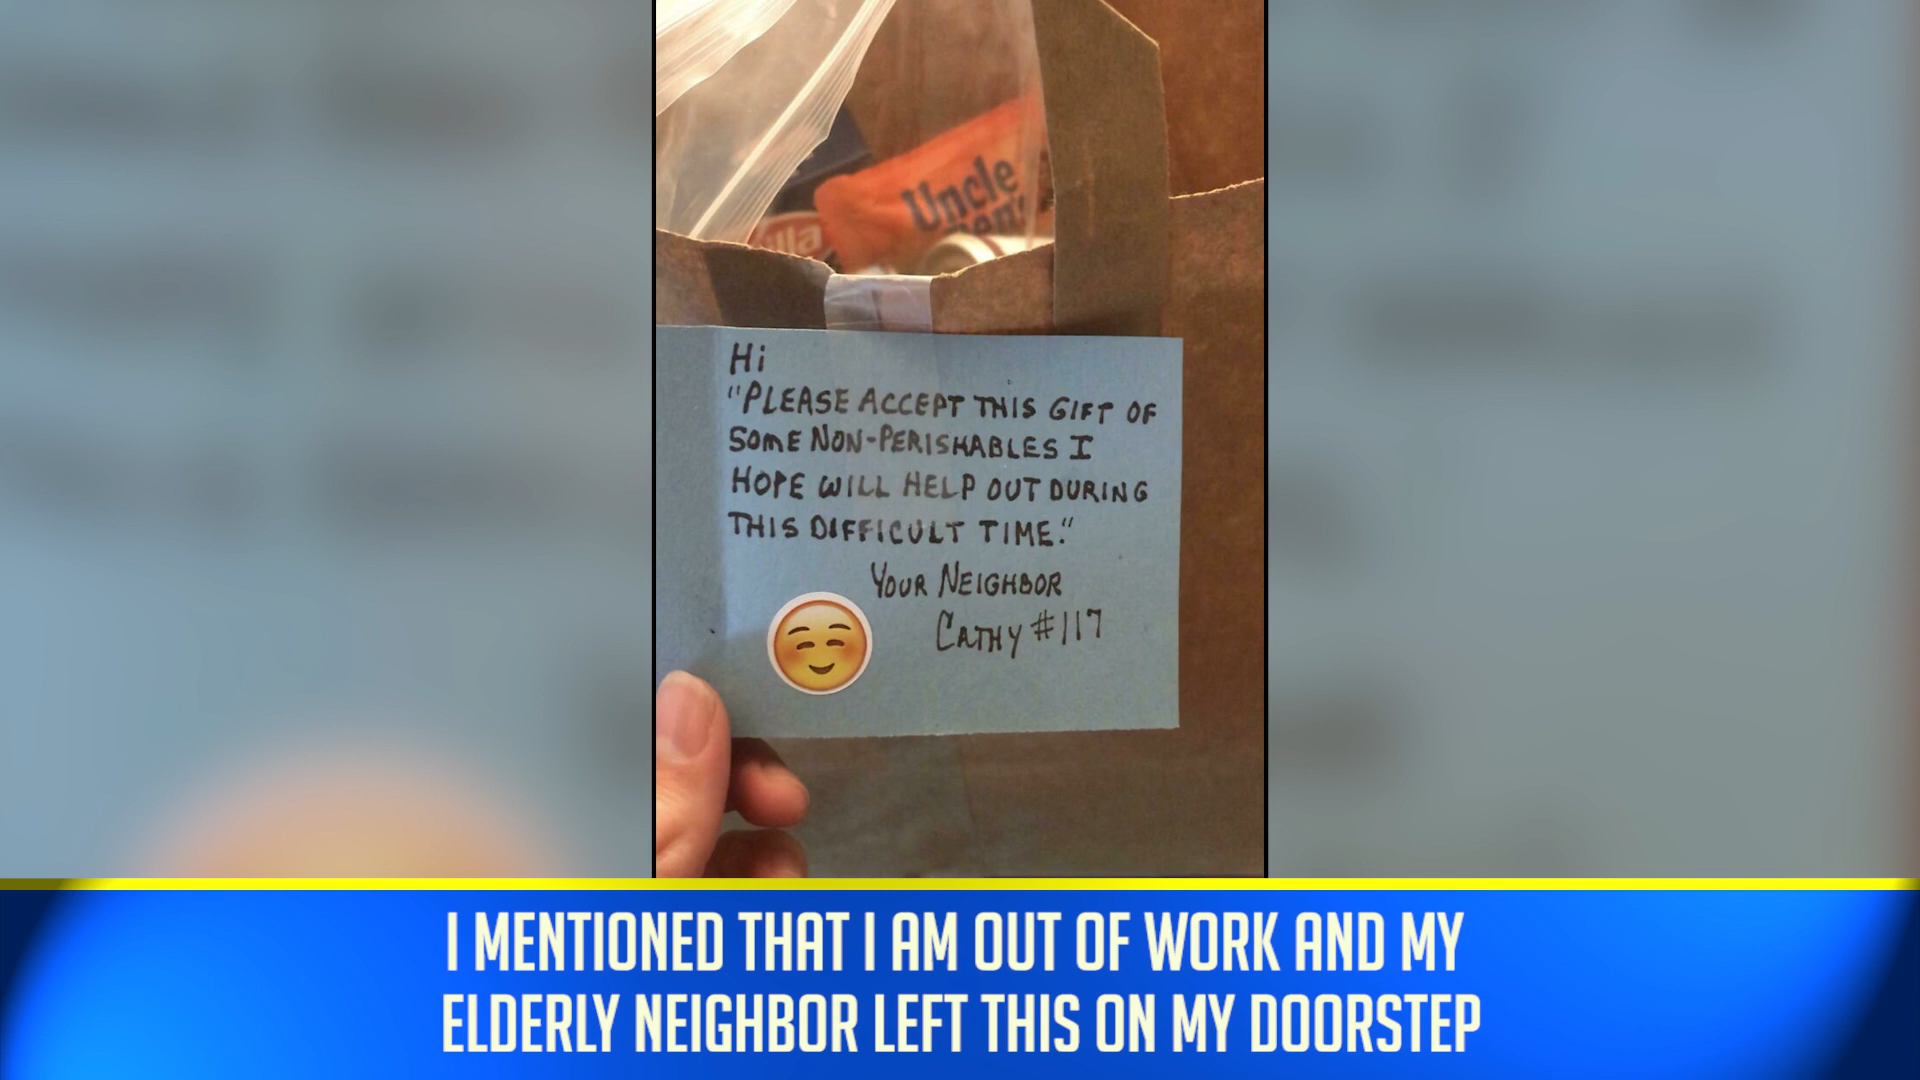 Uncle
Hi
"PLEASE ACCEPT THIS GIFT OF
SOME NON-PERISHABLES I
HOPE WILL HELP OUT DURING
THIS DIFFICULT TIME."
YOUR NEIGHBOR
CATHY #117
I MENTIONED THAT I AM OUT OF WORK AND MY
ELDERLY NEIGHBOR LEFT THIS ON MY DOORSTEP